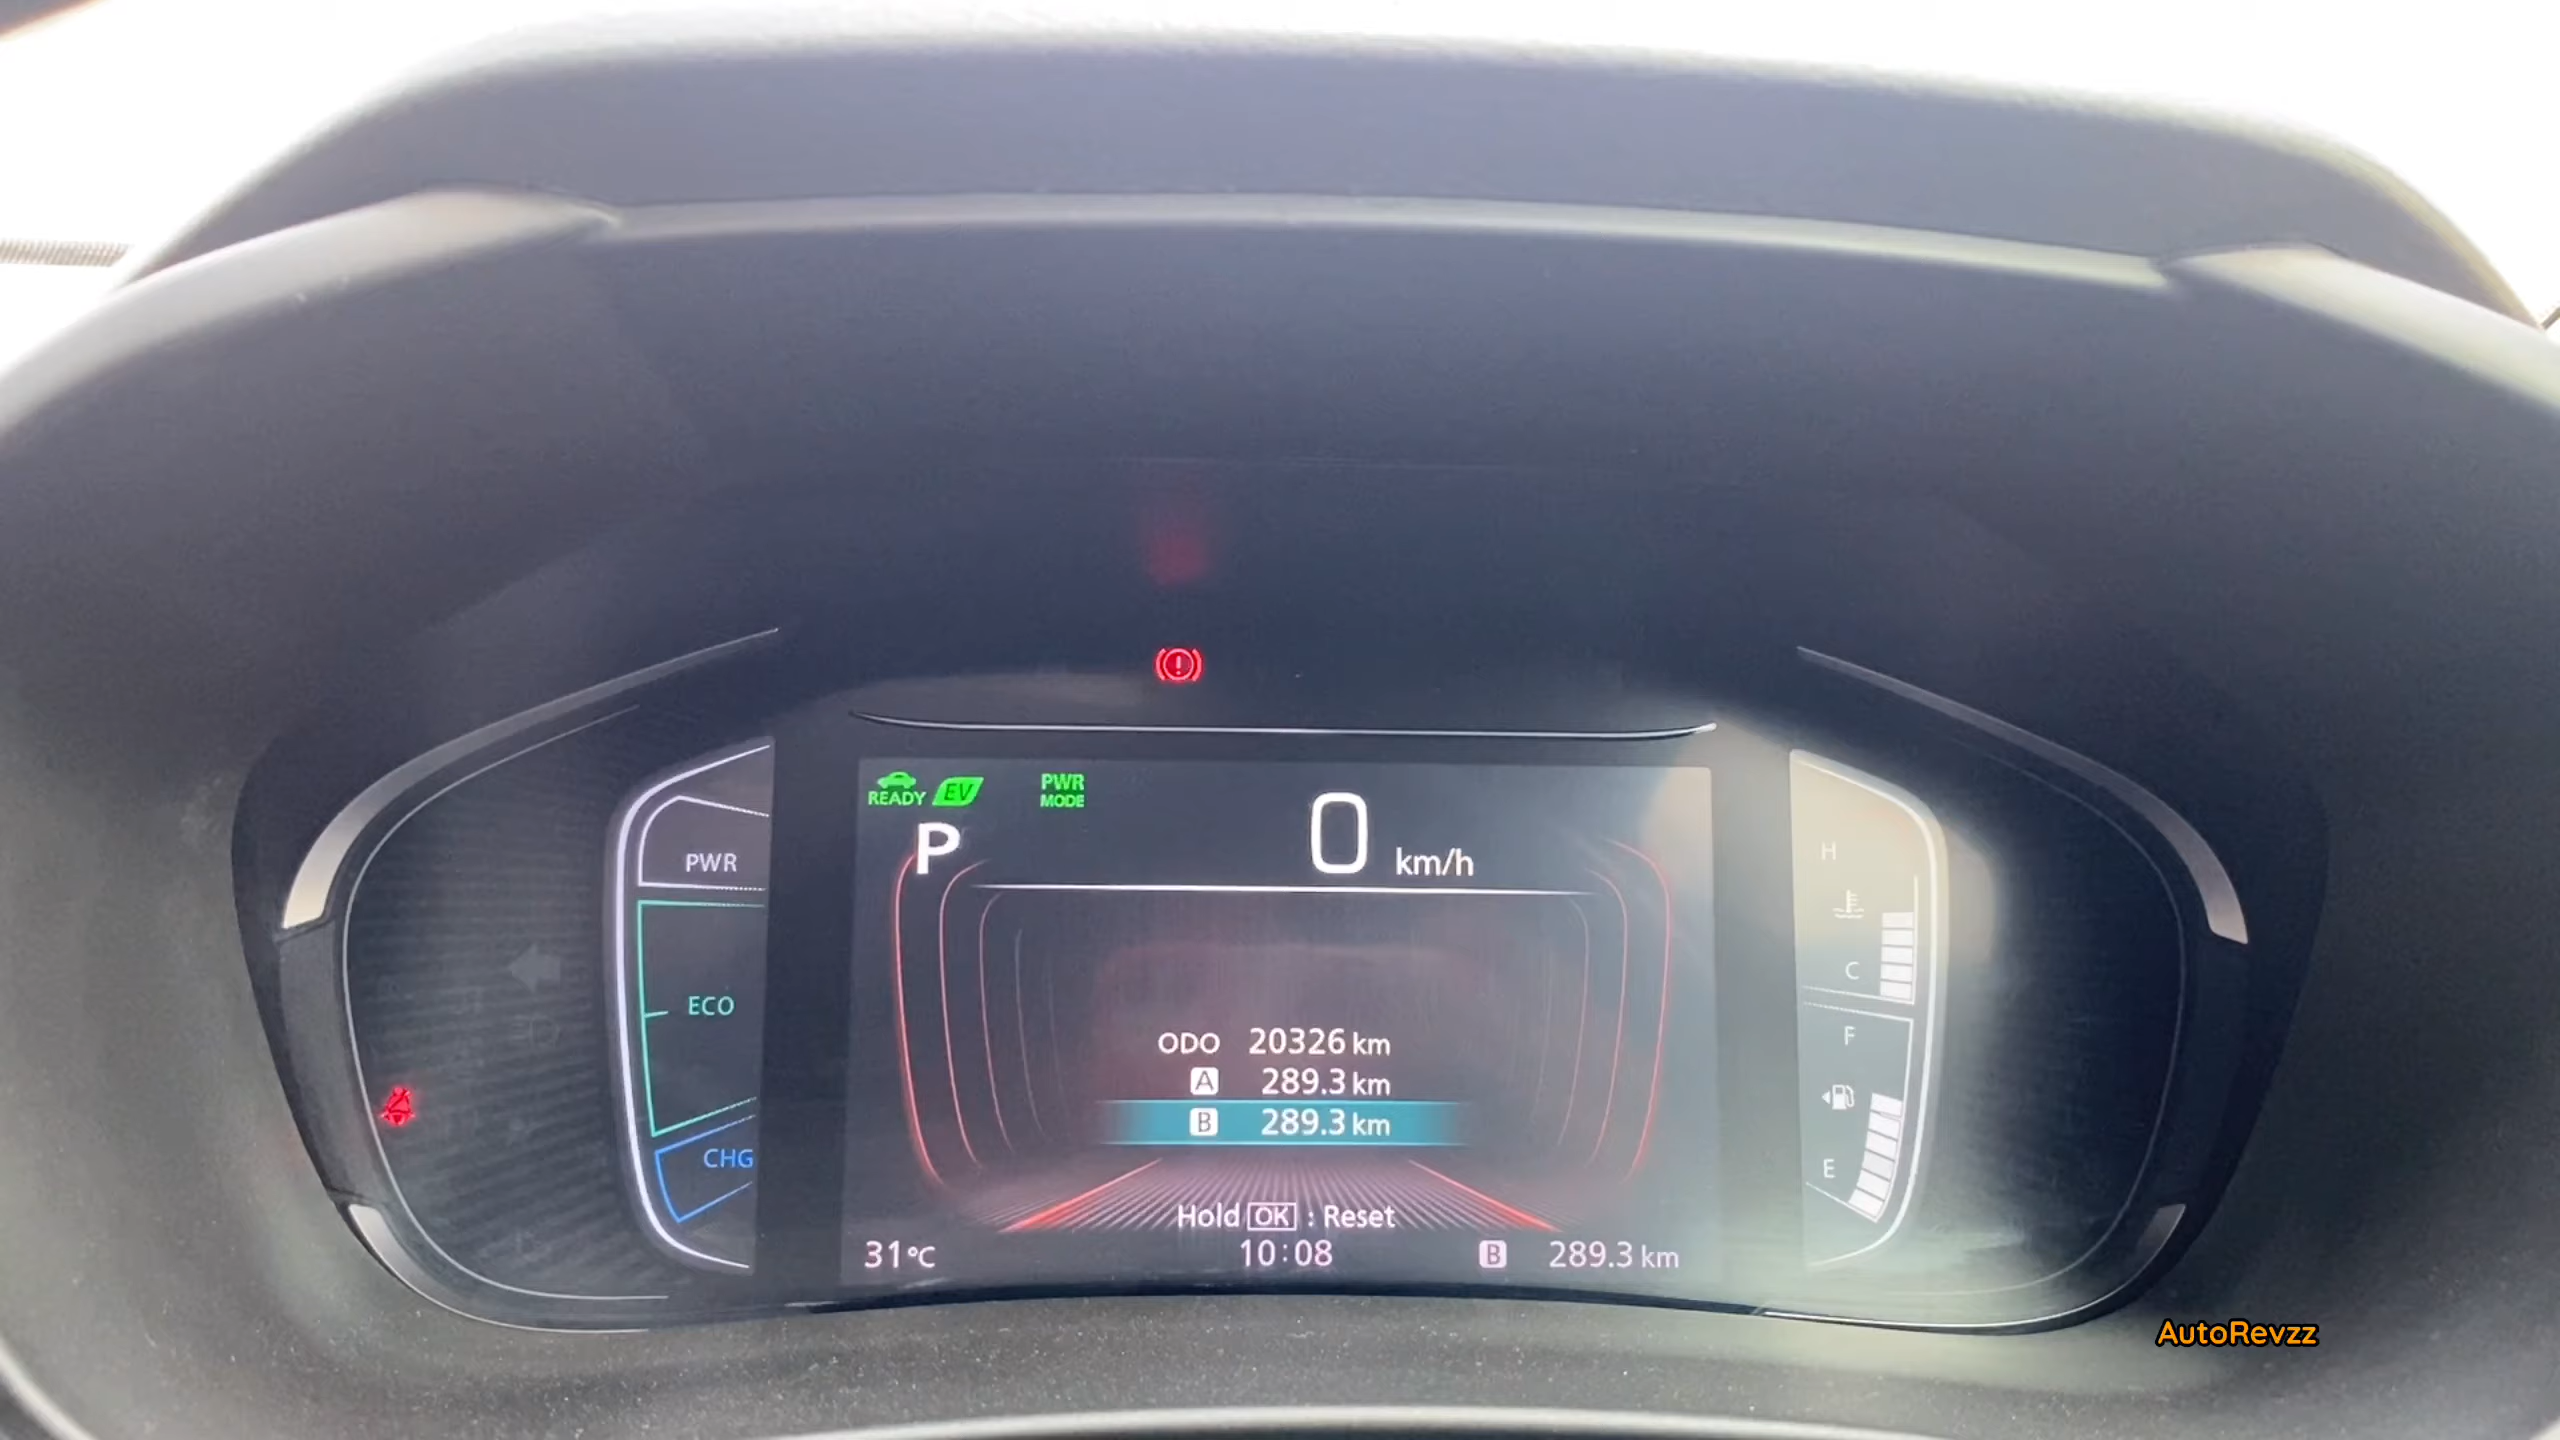 READY EV
PWR
MODE
P
0 km/h
PWR
ECO
CHG
H
C
F
E
ODO 20326 km
A 289.3 km
B 289.3 km
Hold OK : Reset
31°C
10:08
B 289.3 km
AutoRevzz